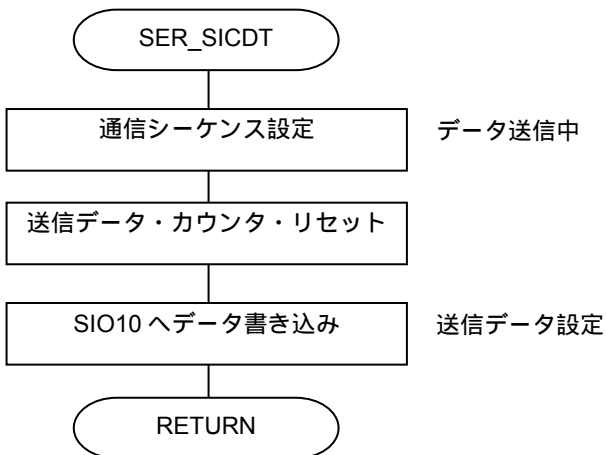 SER_SICDT
通信シーケンス設定
データ送信中
送信データ・カウンタ・リセット
SIO10 へデータ書き込み
送信データ設定
RETURN